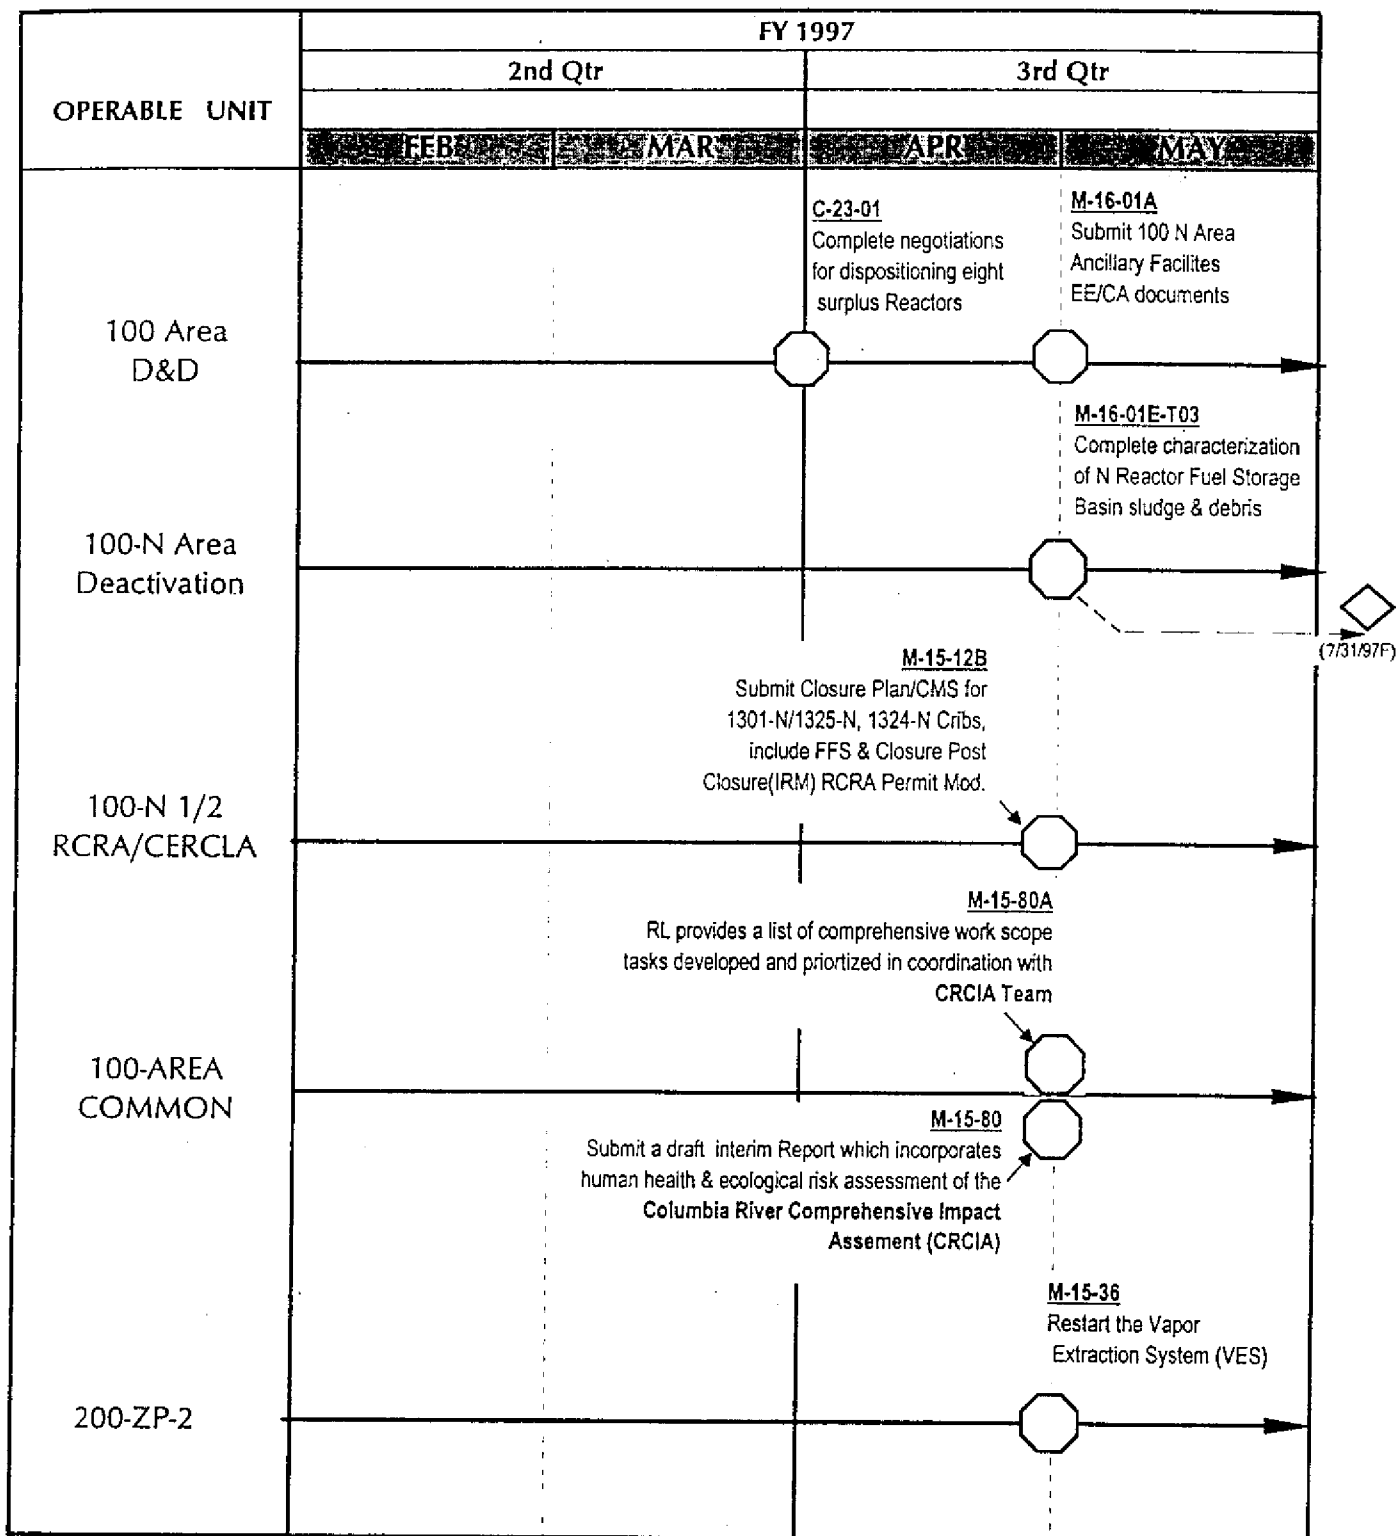 FY 1997
2nd Qtr
3rd Qtr
OPERABLE UNIT
FEB
MAR
APR
MAY
C-23-01
Complete negotiations
for dispositioning eight
surplus Reactors
M-16-01A
Submit 100 N Area
Ancillary Facilites
EE/CA documents
100 Area
D&D
M-16-01E-T03
Complete characterization
of N Reactor Fuel Storage
Basin sludge & debris
100-N Area
Deactivation
(7/31/97F)
M-15-12B
Submit Closure Plan/CMS for
1301-N/1325-N, 1324-N Cribs,
include FFS & Closure Post
Closure(IRM) RCRA Permit Mod.
100-N 1/2
RCRA/CERCLA
M-15-80A
RL provides a list of comprehensive work scope
tasks developed and priortized in coordination with
CRCIA Team
100-AREA
COMMON
M-15-80
Submit a draft interim Report which incorporates
human health & ecological risk assessment of the
Columbia River Comprehensive Impact
Assement (CRCIA)
M-15-36
Restart the Vapor
Extraction System (VES)
200-ZP-2